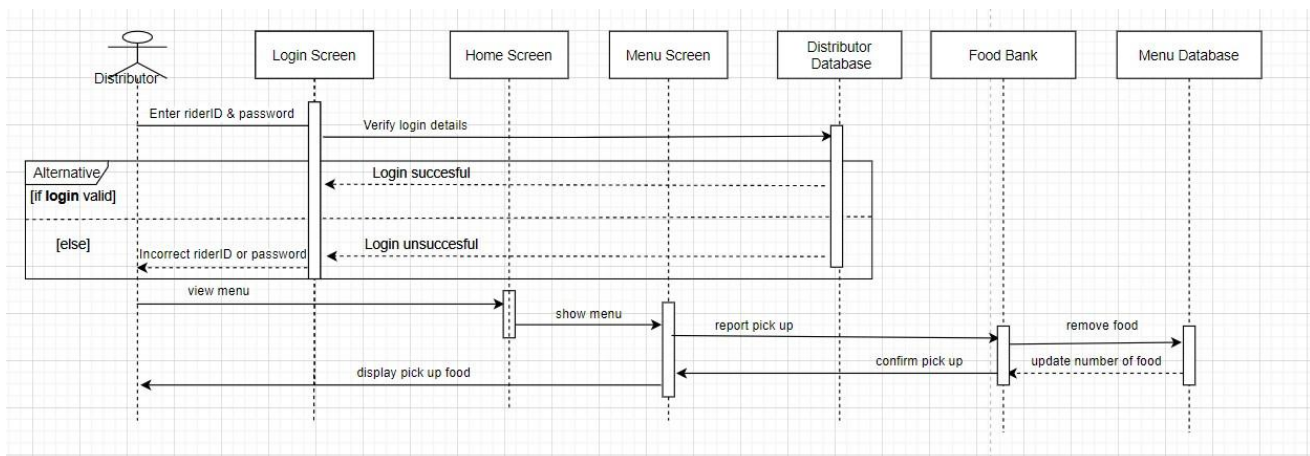 Distributor
Login Screen
Home Screen
Menu Screen
Distributor
Database
Food Bank
Menu Database
Enter riderID & password
Verify login details
Alternative
Login succesful
[if login valid]
[else]
Login unsuccesful
Incorrect riderID or password
view menu
show menu
report pick up
remove food
confirm pick up
update number of food
display pick up food